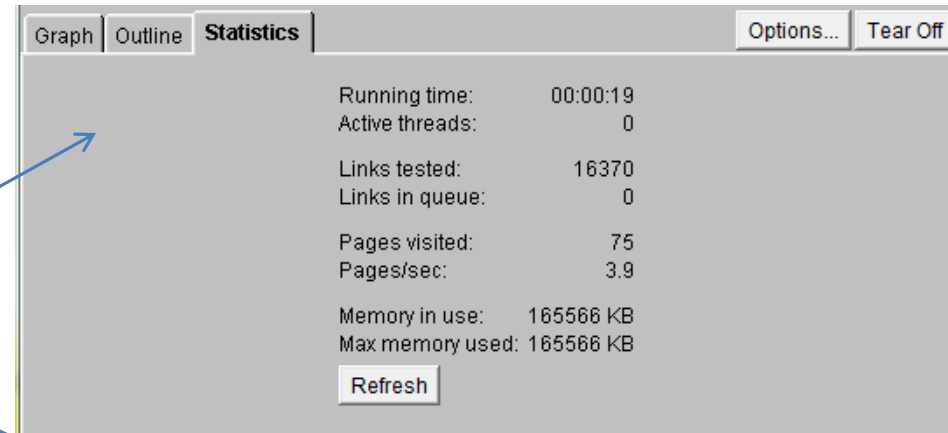 Graph Outline Statistics Options... Tear Off
Running time: 00:00:19
Active threads: 0
Links tested: 16370
Links in queue: 0
Pages visited: 75
Pages/sec: 3.9
Memory in use: 165566 KB
Max memory used: 165566 KB
Refresh